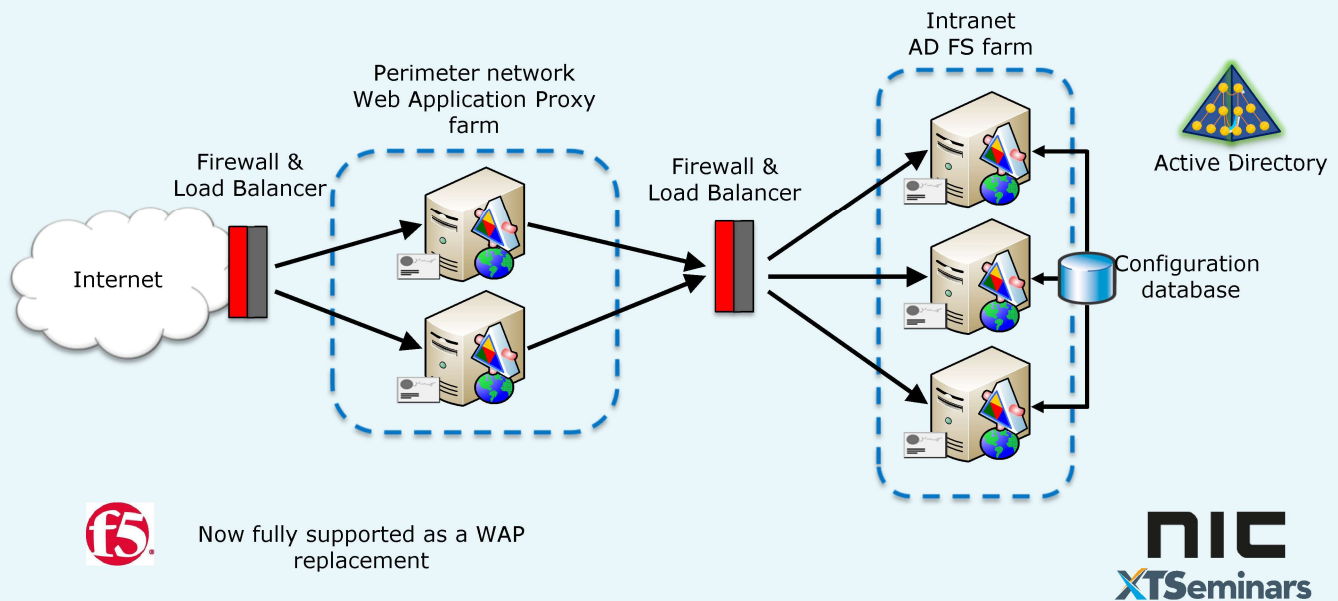 Intranet
AD FS farm
Perimeter network
Web Application Proxy
farm
Firewall &
Load Balancer
Firewall &
Load Balancer
Active Directory
Internet
Configuration
database
f5
Now fully supported as a WAP
replacement
NIC
XTSeminars